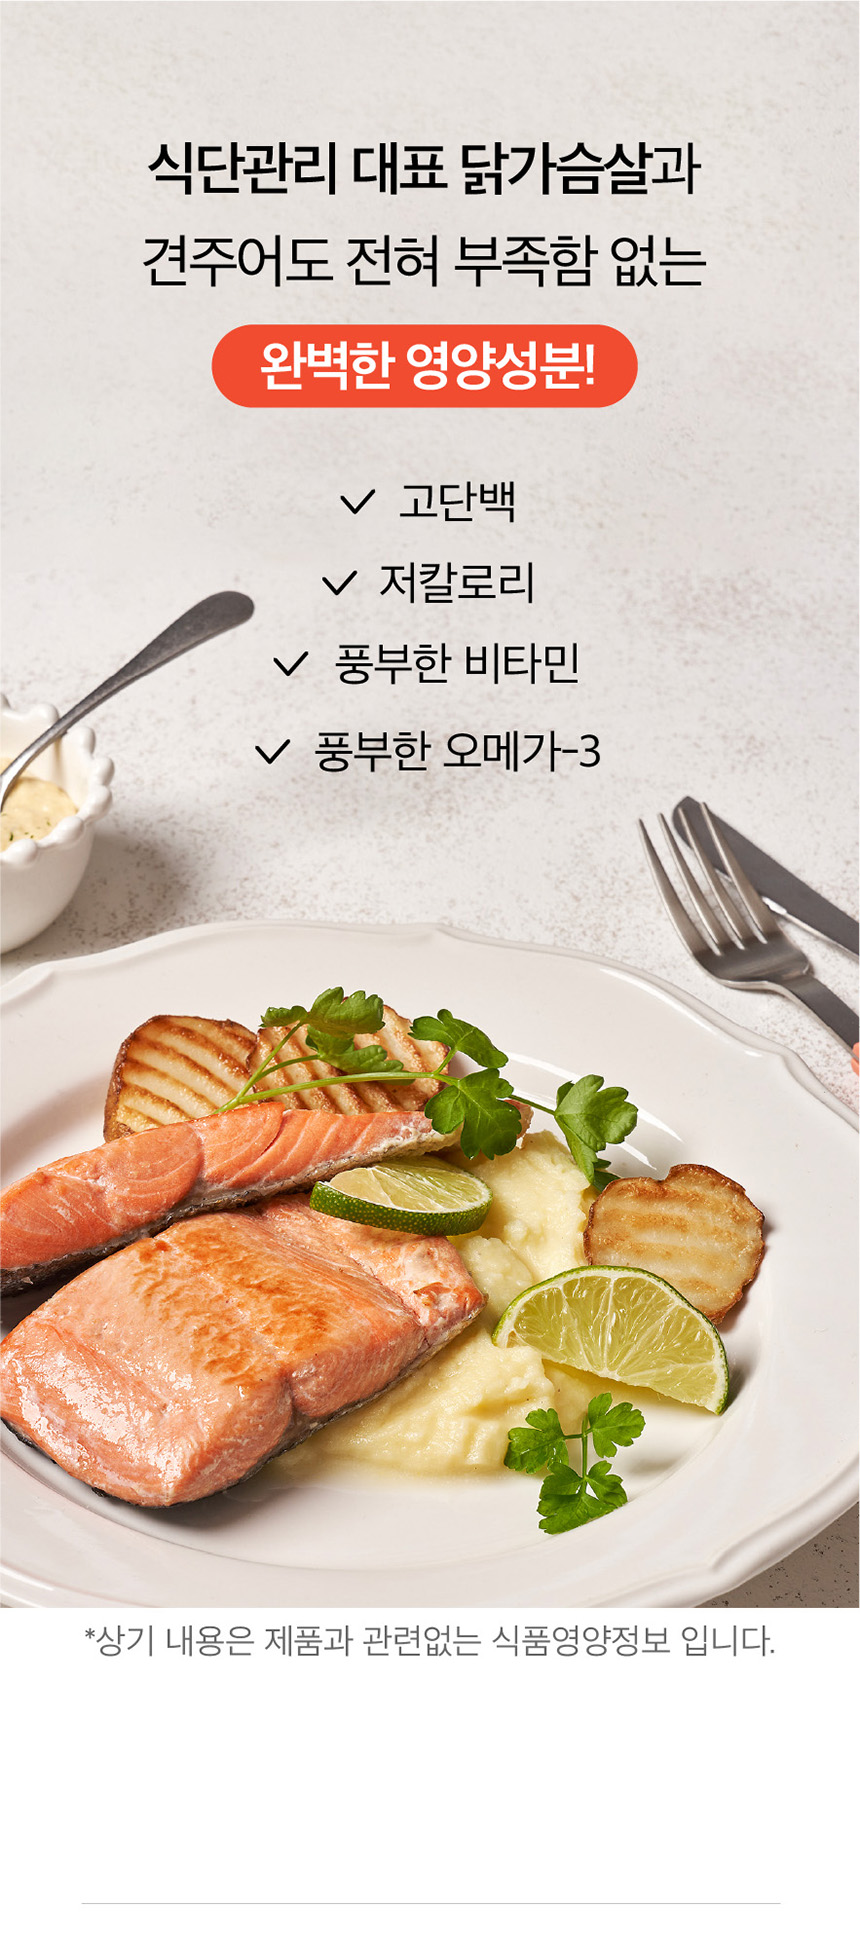 식단관리 대표 닭가슴살과
견주어도 전혀 부족함 없는
완벽한 영양성분!
고단백
저칼로리
풍부한 비타민
풍부한 오메가-3
*상기 내용은 제품과 관련없는 식품영양정보 입니다.